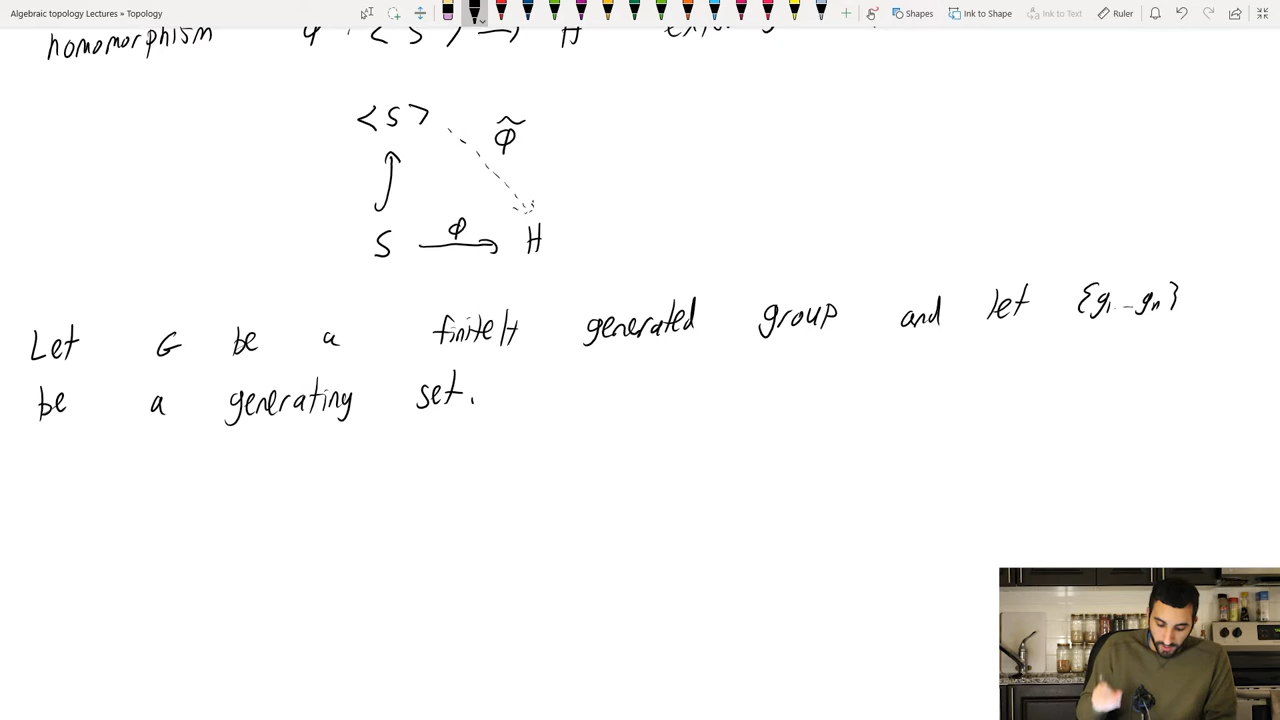 Algebraic topology Lectures – Topology
Shapes Ink to Shape Ink to Text Ruler
homomorphism < S > → H
<S>
φ̃
S φ H
Let G be a finitelt generated group and let {g₁...gₙ}
be a generating set.